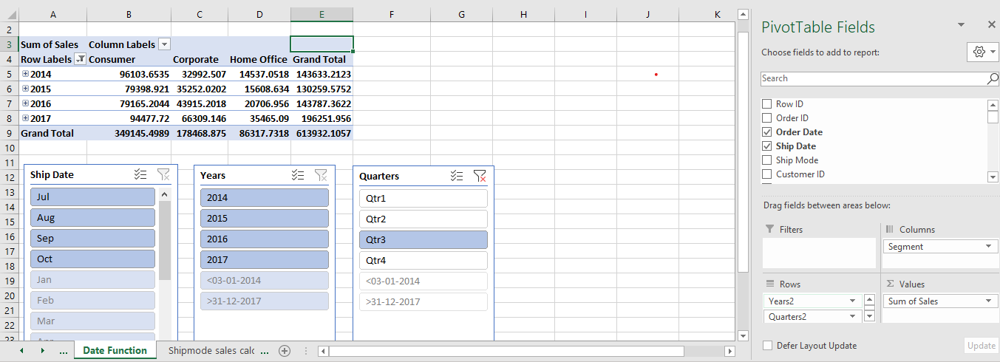 A B C D E F G H I J K
2
3 Sum of Sales Column Labels
4 Row Labels Consumer Corporate Home Office Grand Total
5 2014 96103.6535 32992.507 14537.0518 143633.2123
6 2015 79398.921 35252.0202 15608.634 130259.5752
7 2016 79165.2044 43915.2018 20706.956 143787.3622
8 2017 94477.72 66309.146 35465.09 196251.956
9 Grand Total 349145.4989 178468.875 86317.7318 613932.1057
10
11
12
13
14
15
16
17
18
19
20
21
22
23
Ship Date
Jul
Aug
Sep
Oct
Jan
Feb
Mar
Years
2014
2015
2016
2017
<03-01-2014
>31-12-2017
Quarters
Qtr1
Qtr2
Qtr3
Qtr4
<03-01-2014
>31-12-2017
... Date Function Shipmode sales calc ...
PivotTable Fields
Choose fields to add to report:
Search
Row ID
Order ID
Order Date
Ship Date
Ship Mode
Customer ID
Drag fields between areas below:
Filters
Columns
Segment
Rows
Years2
Quarters2
Σ Values
Sum of Sales
Defer Layout Update
Update